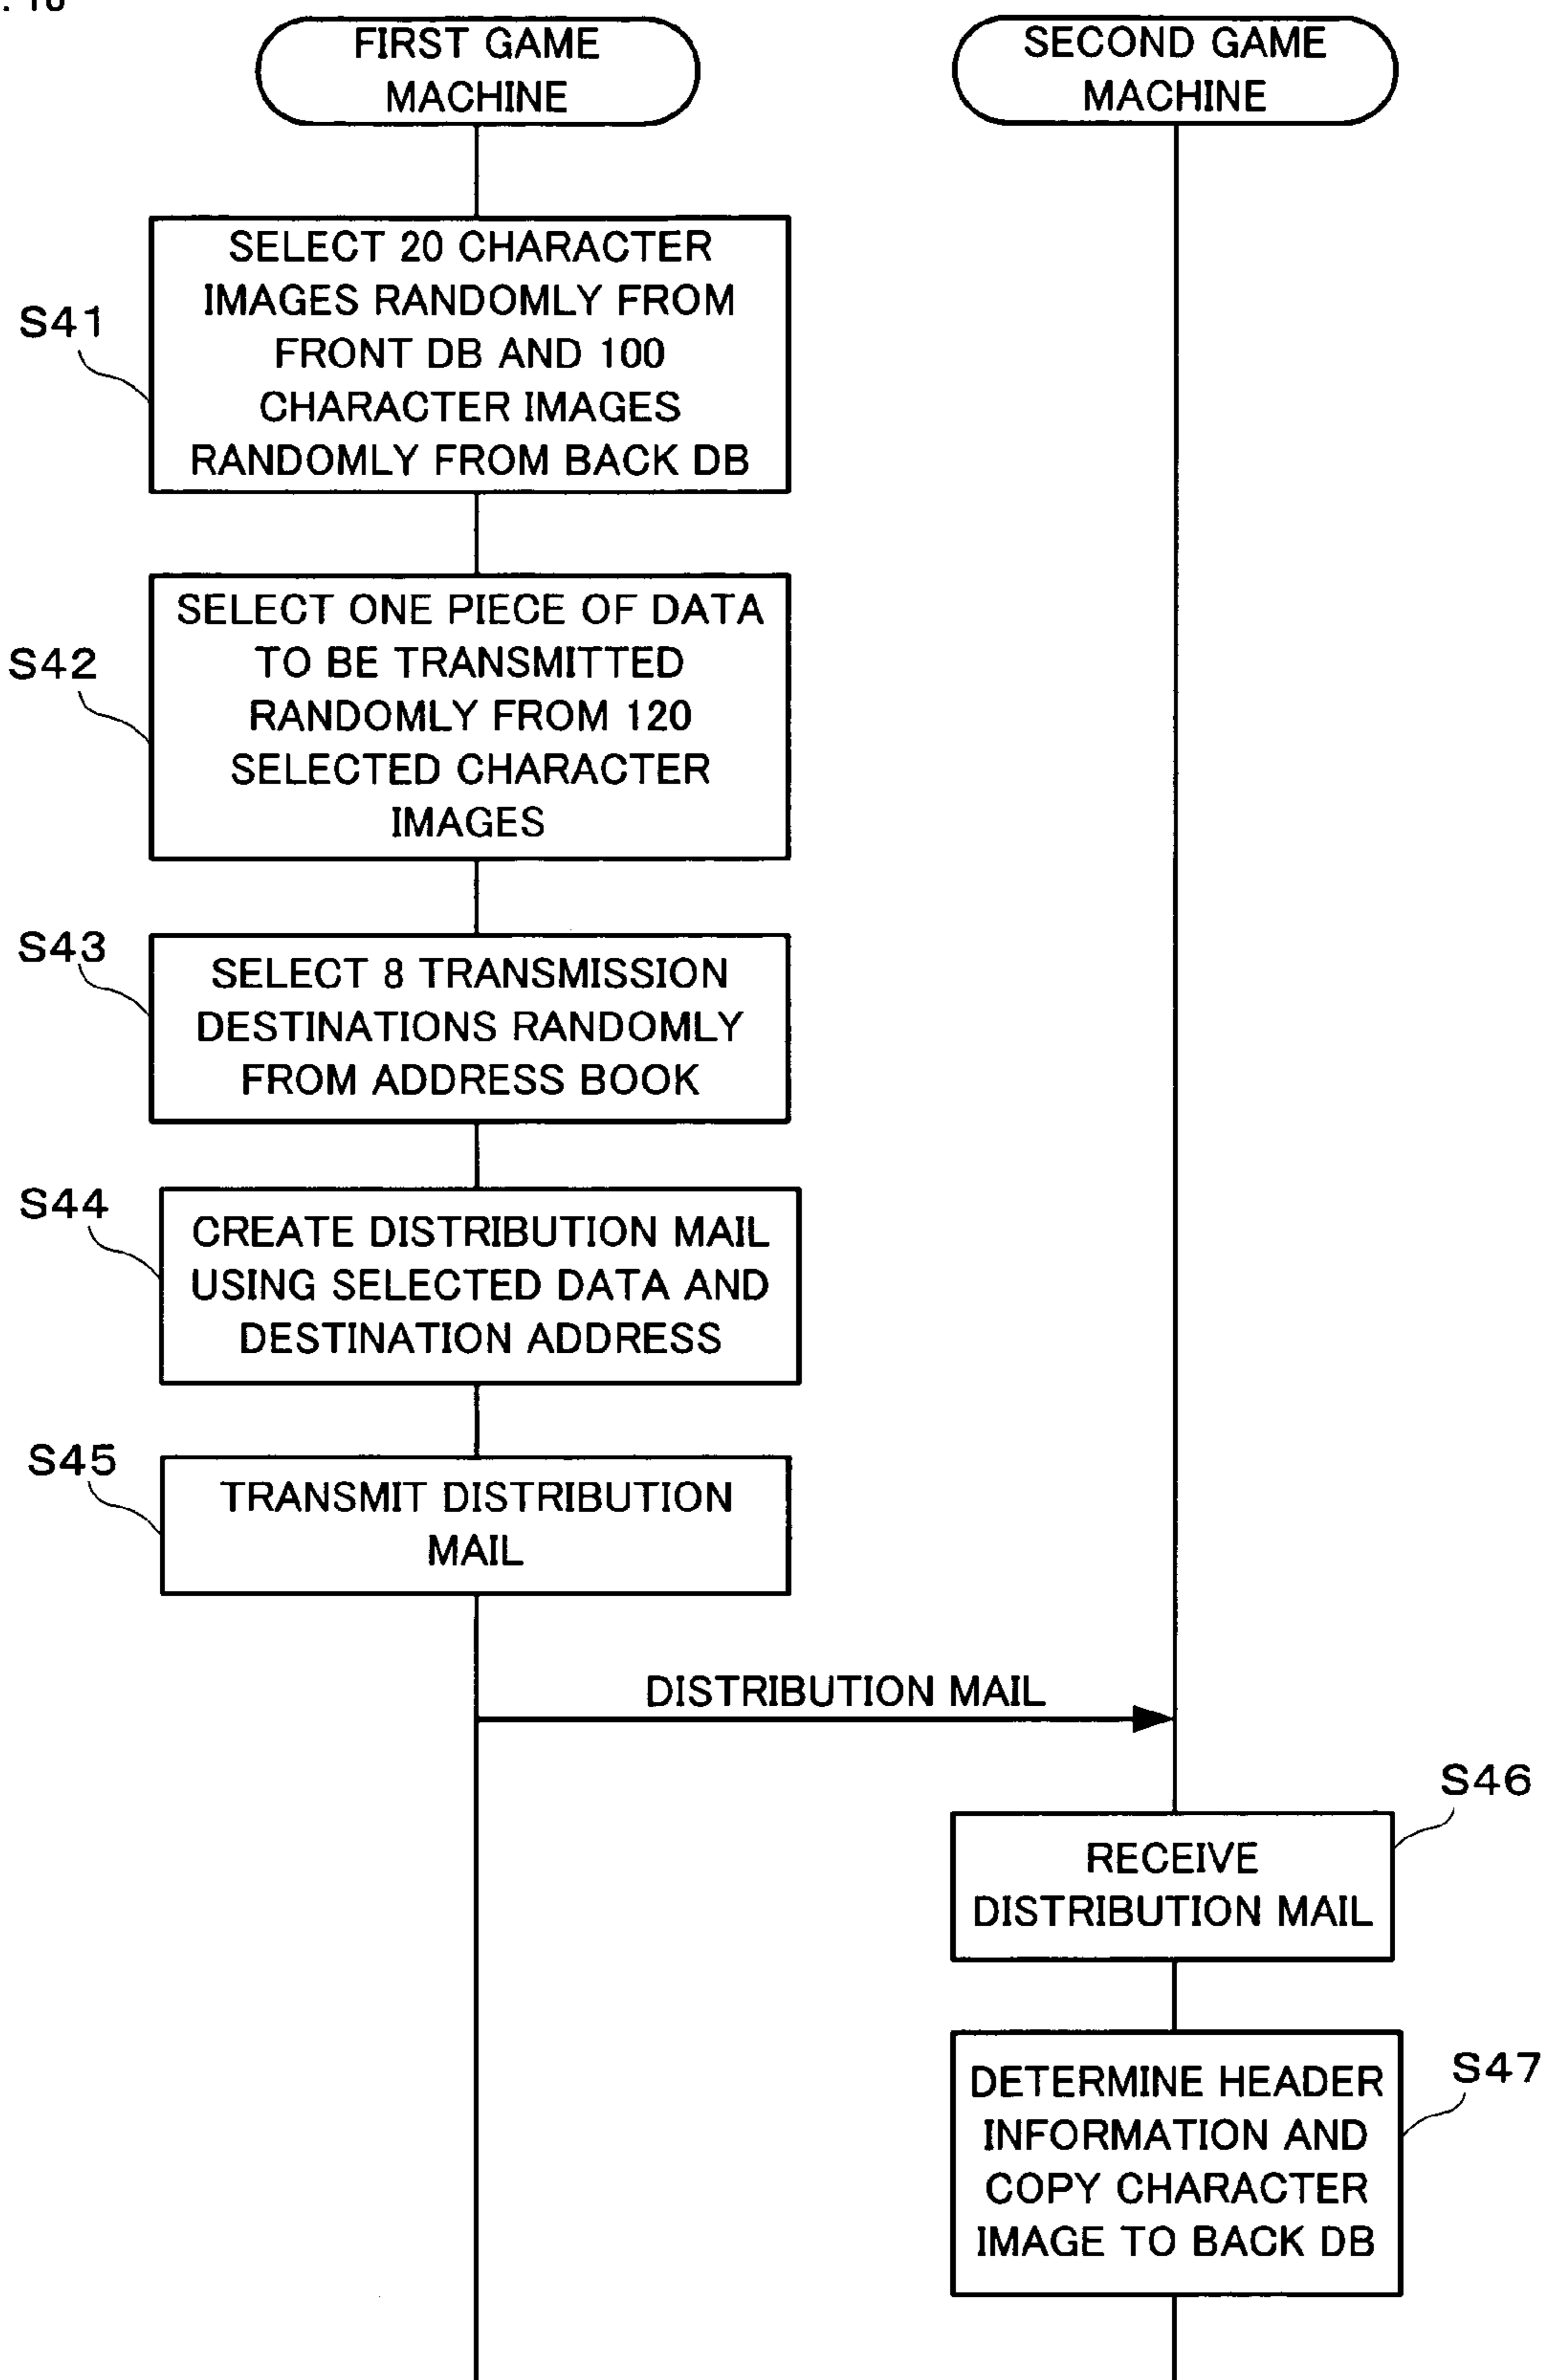 FIRST GAME
MACHINE
SECOND GAME
MACHINE
S41
SELECT 20 CHARACTER
IMAGES RANDOMLY FROM
FRONT DB AND 100
CHARACTER IMAGES
RANDOMLY FROM BACK DB
S42
SELECT ONE PIECE OF DATA
TO BE TRANSMITTED
RANDOMLY FROM 120
SELECTED CHARACTER
IMAGES
S43
SELECT 8 TRANSMISSION
DESTINATIONS RANDOMLY
FROM ADDRESS BOOK
S44
CREATE DISTRIBUTION MAIL
USING SELECTED DATA AND
DESTINATION ADDRESS
S45
TRANSMIT DISTRIBUTION
MAIL
DISTRIBUTION MAIL
S46
RECEIVE
DISTRIBUTION MAIL
S47
DETERMINE HEADER
INFORMATION AND
COPY CHARACTER
IMAGE TO BACK DB